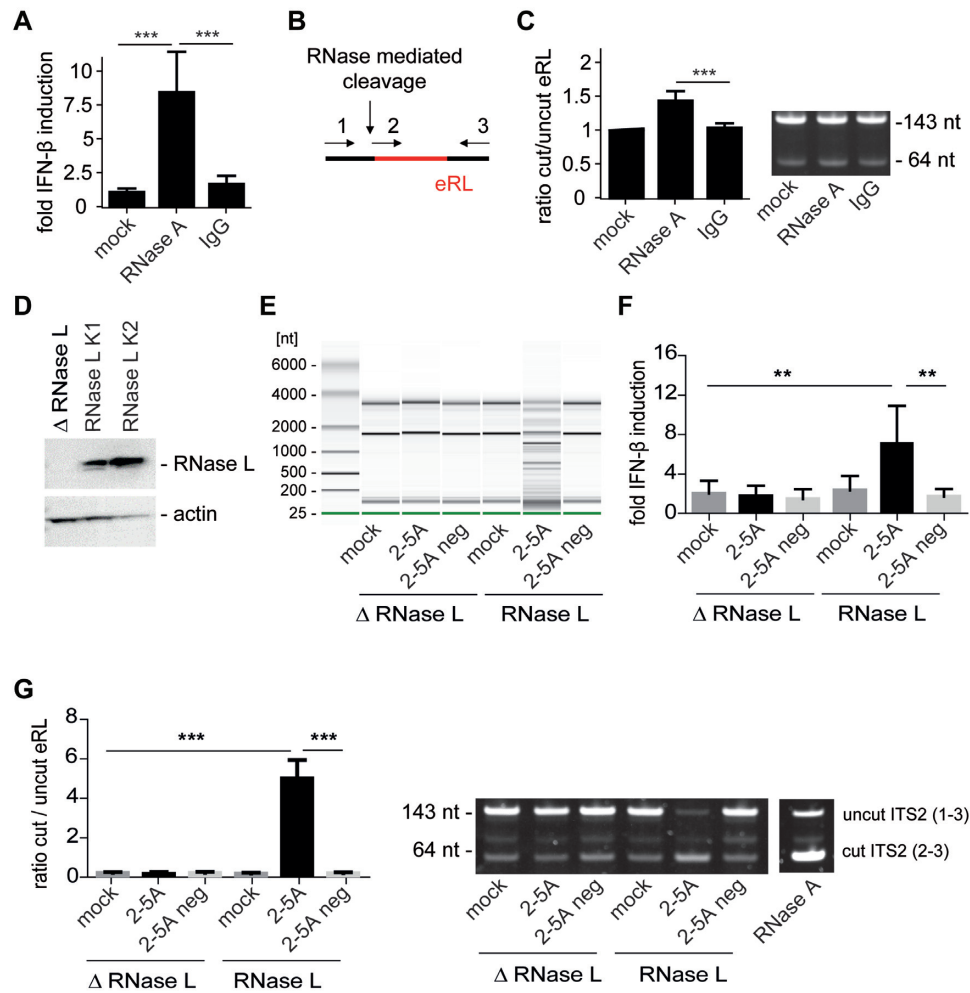 A
fold IFN-β induction
10
7.5
5
2.5
0
***
***
mock
RNase A
IgG
B
RNase mediated
cleavage
1
2
3
eRL
C
ratio cut/uncut eRL
2
1.5
1
0.5
0
***
mock
RNase A
IgG
-143 nt
- 64 nt
mock
RNase A
IgG
D
Δ RNase L
RNase L K1
RNase L K2
- RNase L
- actin
E
[nt]
6000 -
4000 -
2000 -
1000 -
500 -
200 -
25 -
mock
2-5A
2-5A neg
mock
2-5A
2-5A neg
Δ RNase L
RNase L
F
fold IFN-β induction
16
12
8
4
0
**
**
mock
2-5A
2-5A neg
mock
2-5A
2-5A neg
Δ RNase L
RNase L
G
ratio cut / uncut eRL
8
6
4
2
0
***
***
mock
2-5A
2-5A neg
mock
2-5A
2-5A neg
Δ RNase L
RNase L
143 nt -
64 nt -
uncut ITS2 (1-3)
cut ITS2 (2-3)
mock
2-5A
2-5A neg
mock
2-5A
2-5A neg
RNase A
Δ RNase L
RNase L